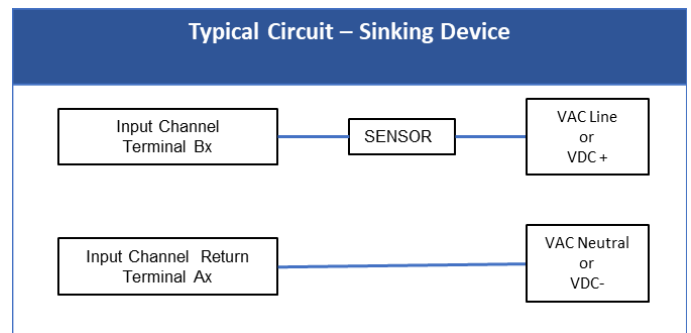 Typical Circuit – Sinking Device
Input Channel
Terminal Bx
SENSOR
VAC Line
or
VDC +
Input Channel Return
Terminal Ax
VAC Neutral
or
VDC-